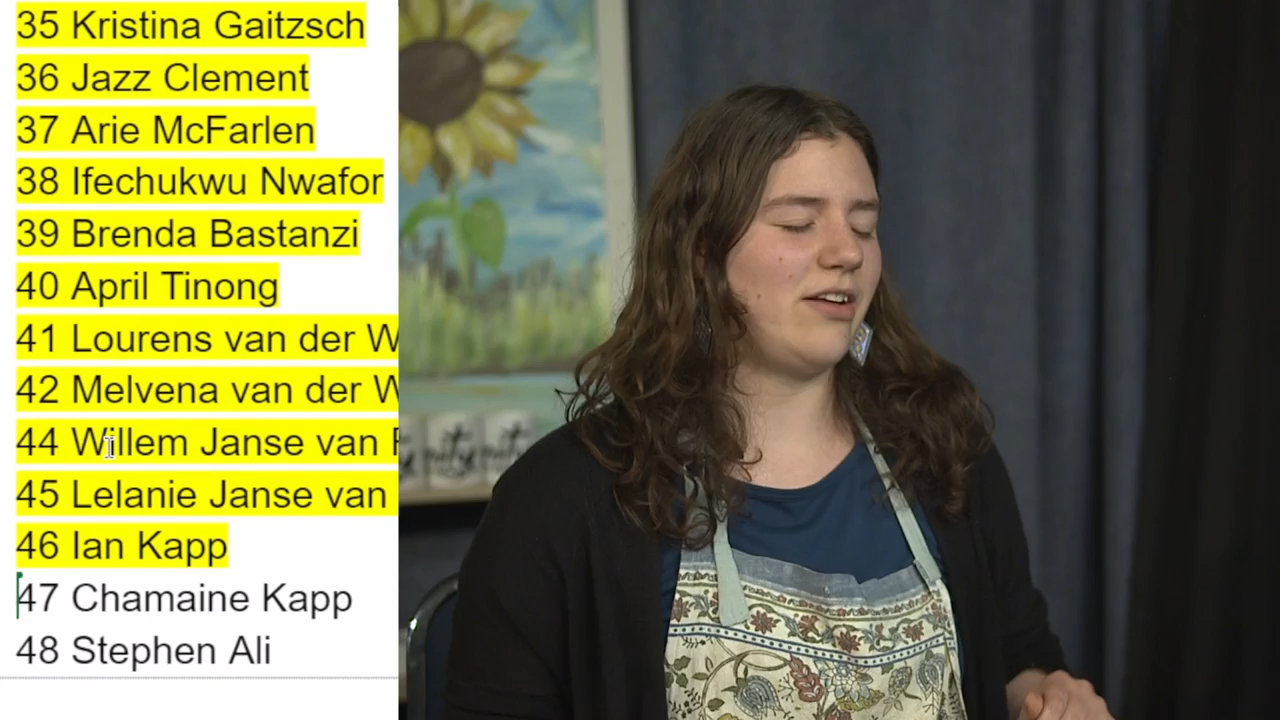 35 Kristina Gaitzsch
36 Jazz Clement
37 Arie McFarlen
38 Ifechukwu Nwafor
39 Brenda Bastanzi
40 April Tinong
41 Lourens van der
42 Melvena van der
44 Willem Janse van
45 Lelanie Janse van
46 Ian Kapp
47 Chamaine Kapp
48 Stephen Ali